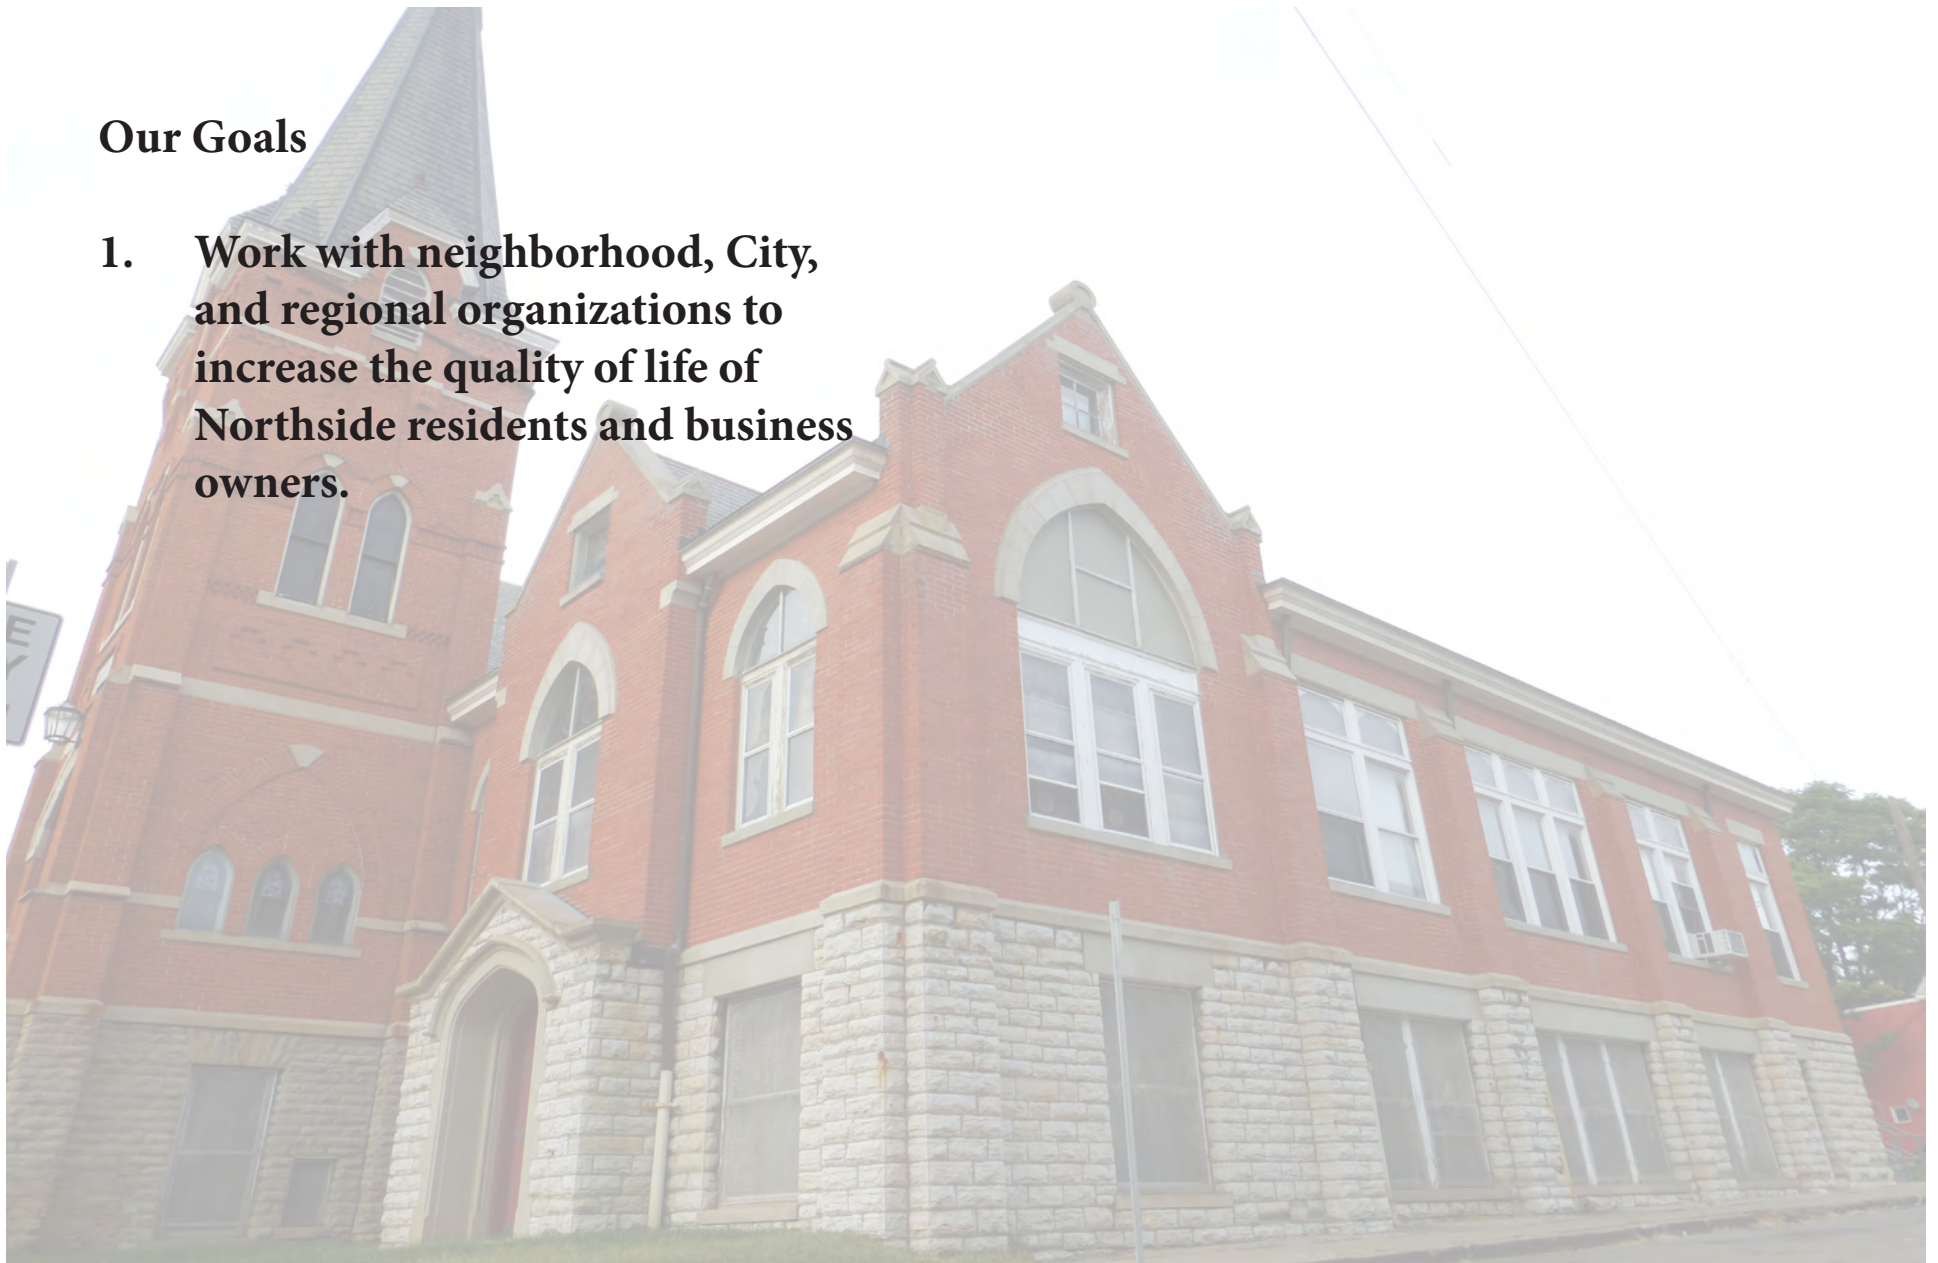 Our Goals
1. Work with neighborhood, City,
and regional organizations to
increase the quality of life of
Northside residents and business
owners.
E